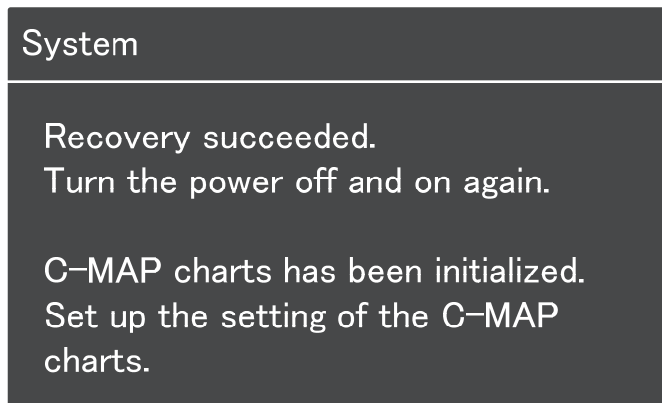 System
Recovery succeeded.
Turn the power off and on again.
C-MAP charts has been initialized.
Set up the setting of the C-MAP
charts.